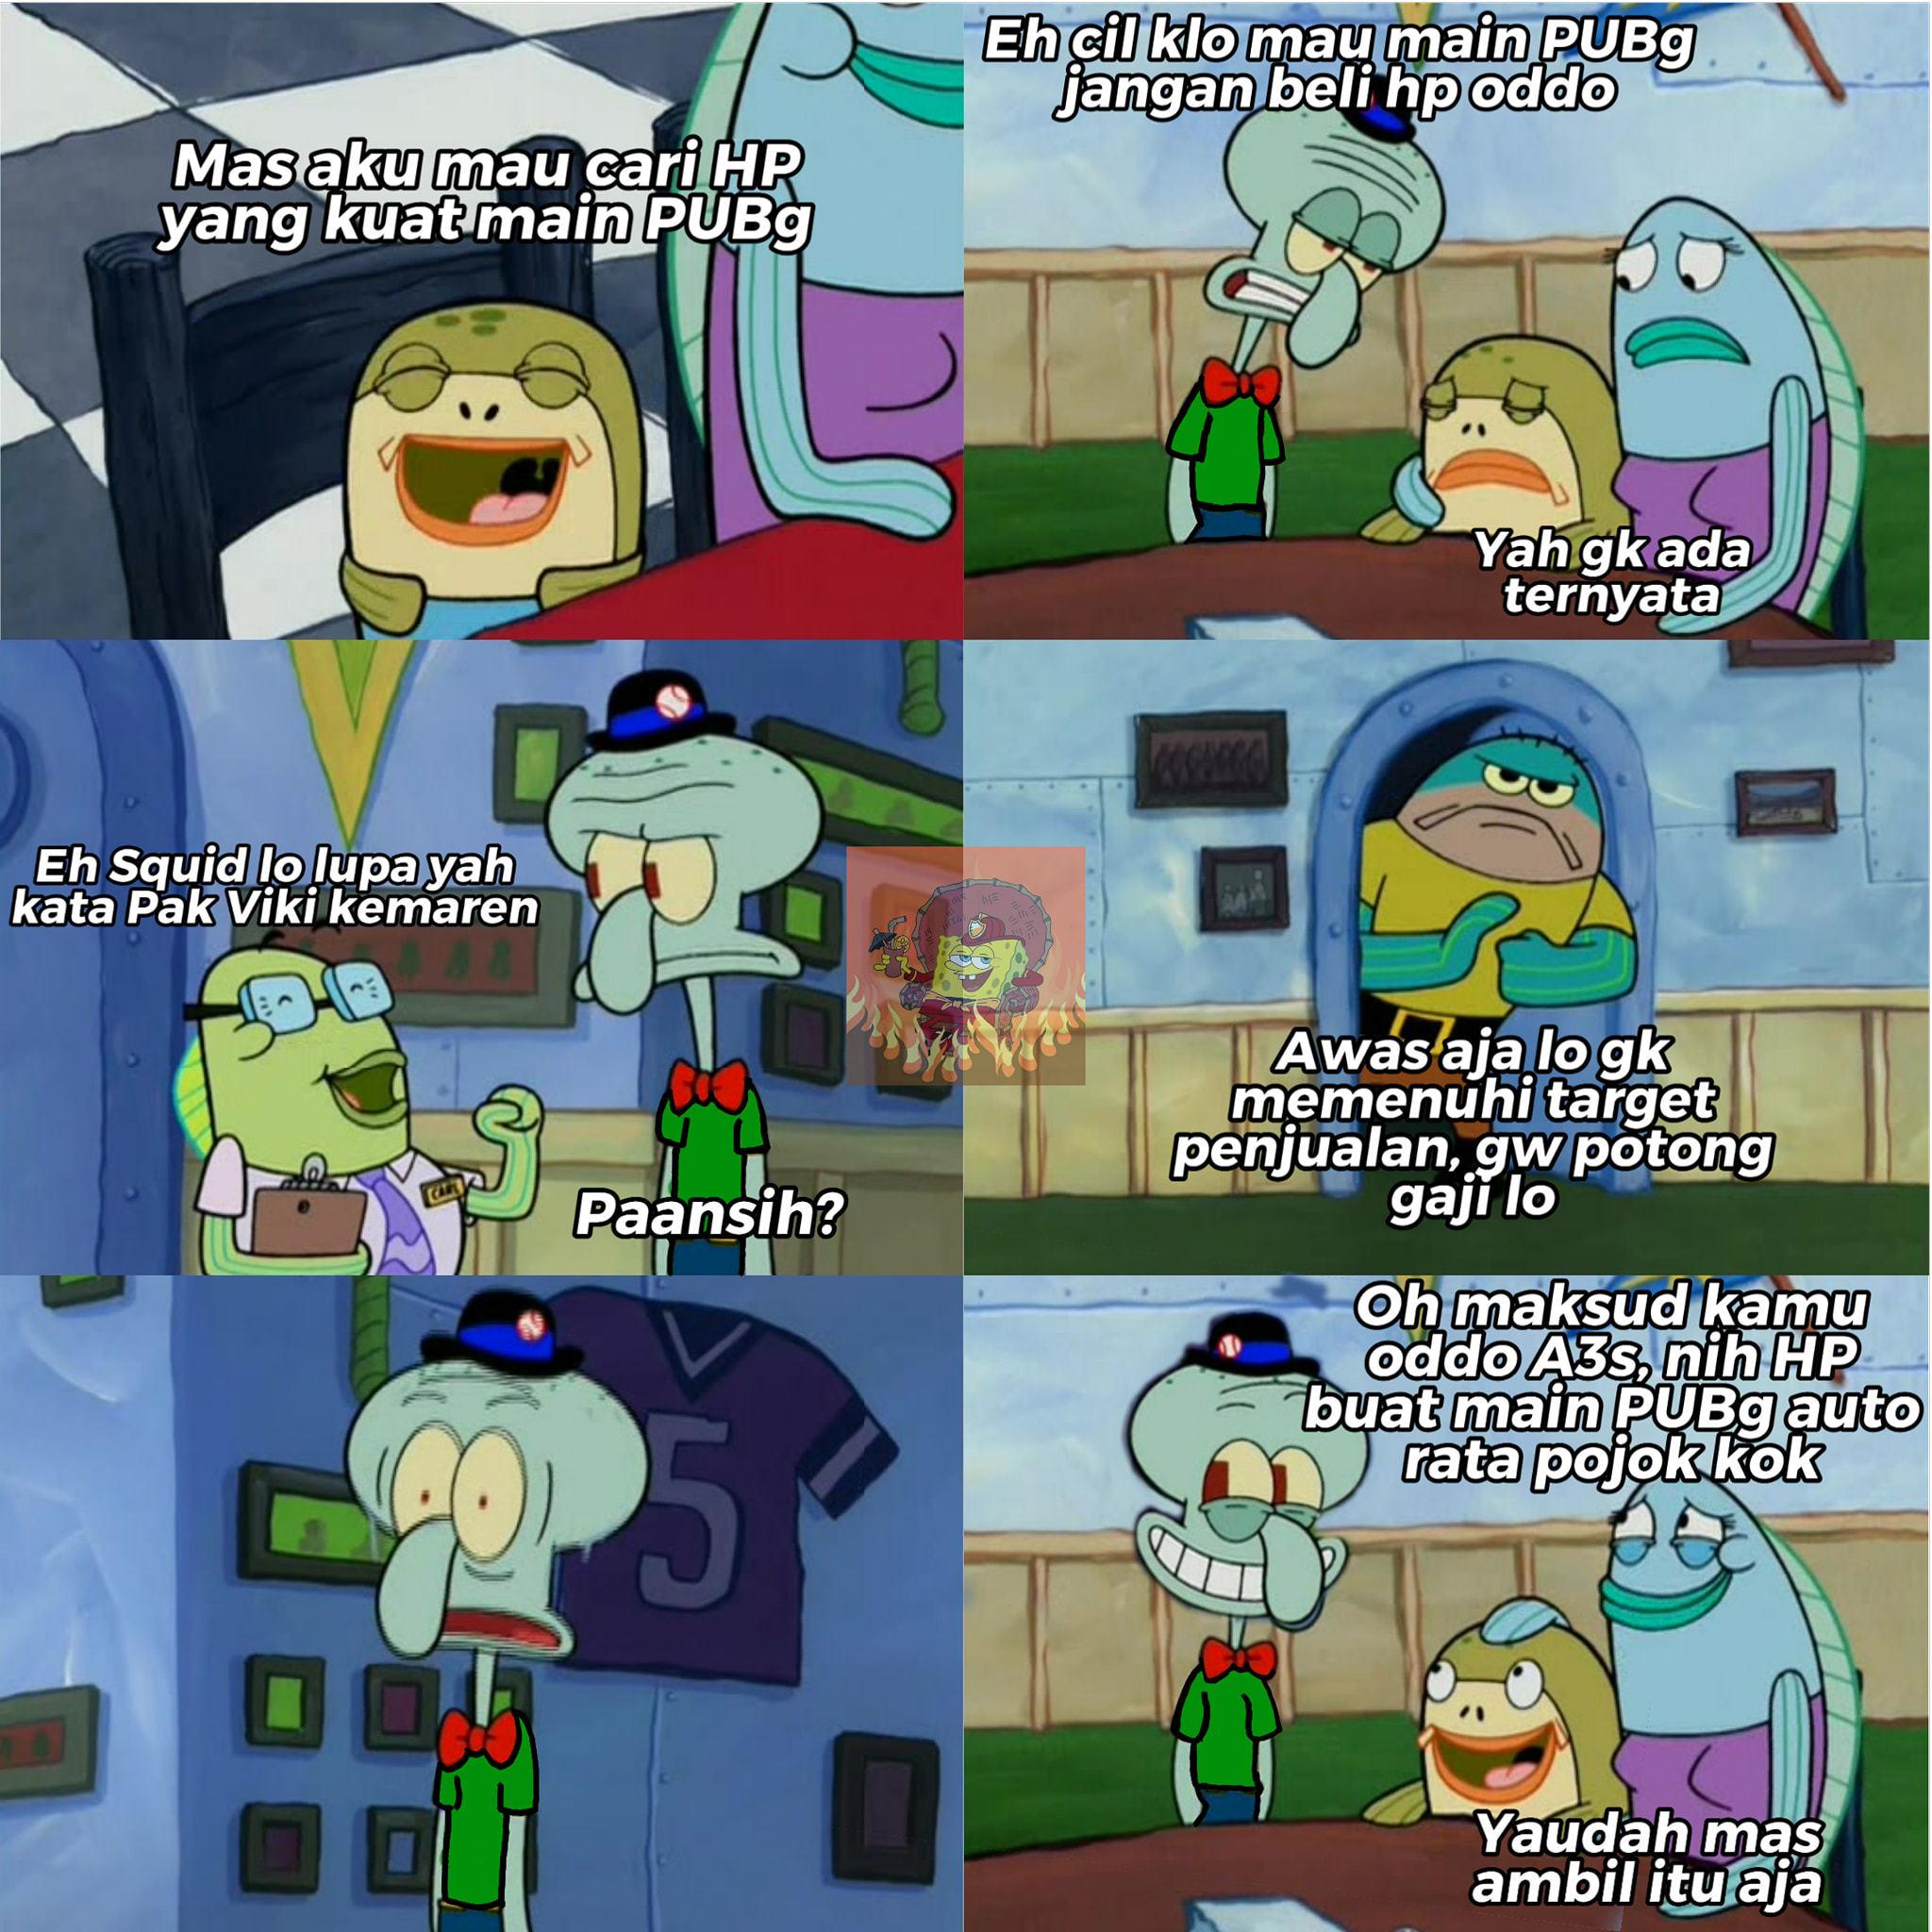 Mas aku mau cari HP
yang kuat main PUBg
Eh cil klo mau main PUBg
jangan beli hp oddo
Yah gk ada
ternyata
Eh Squid lo lupa yah
kata Pak Viki kemaren
CARL
Paansih?
Awas aja lo gk
memenuhi target
penjualan, gw potong
gaji lo
5
Oh maksud kamu
oddo A3s, nih HP
buat main PUBg auto
rata pojok kok
Yaudah mas
ambil itu aja